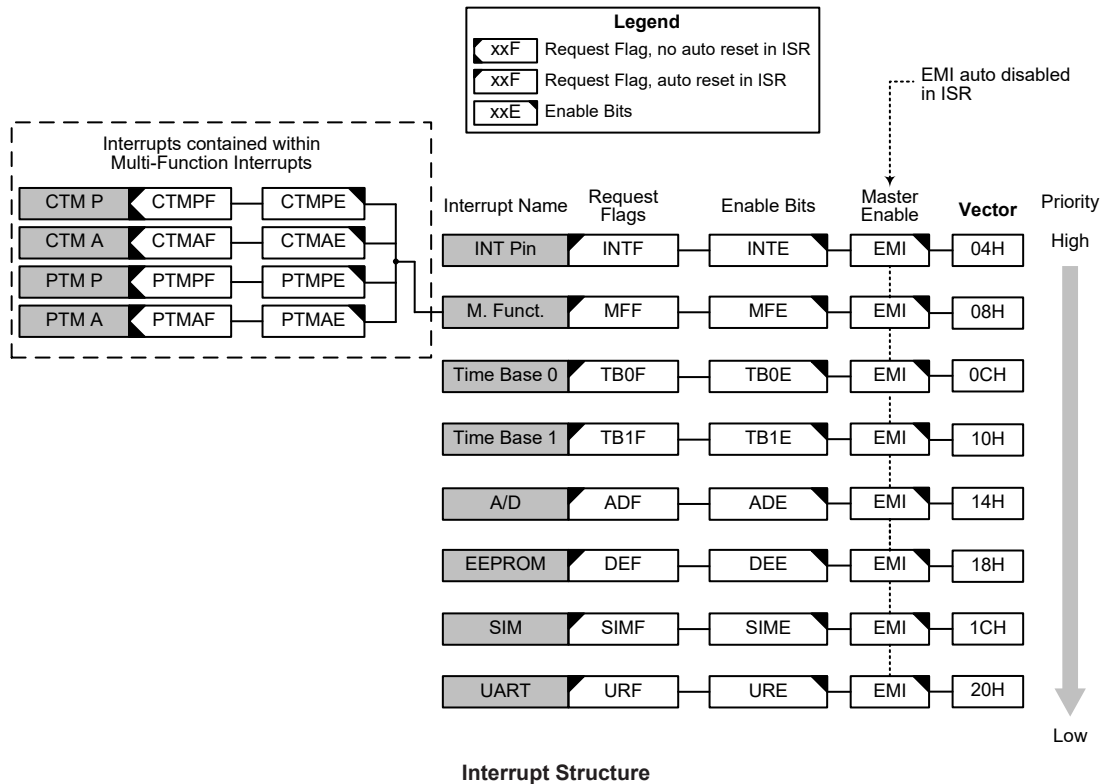 Legend
xxF Request Flag, no auto reset in ISR
xxF Request Flag, auto reset in ISR
xxE Enable Bits
EMI auto disabled
in ISR
Interrupts contained within
Multi-Function Interrupts
CTM P CTMPF CTMPE
CTM A CTMAF CTMAE
PTM P PTMPF PTMPE
PTM A PTMAF PTMAE
Interrupt Name Request Flags Enable Bits Master Enable Vector Priority
INT Pin INTF INTE EMI 04H High
M. Funct. MFF MFE EMI 08H
Time Base 0 TB0F TB0E EMI 0CH
Time Base 1 TB1F TB1E EMI 10H
A/D ADF ADE EMI 14H
EEPROM DEF DEE EMI 18H
SIM SIMF SIME EMI 1CH
UART URF URE EMI 20H
Low
Interrupt Structure